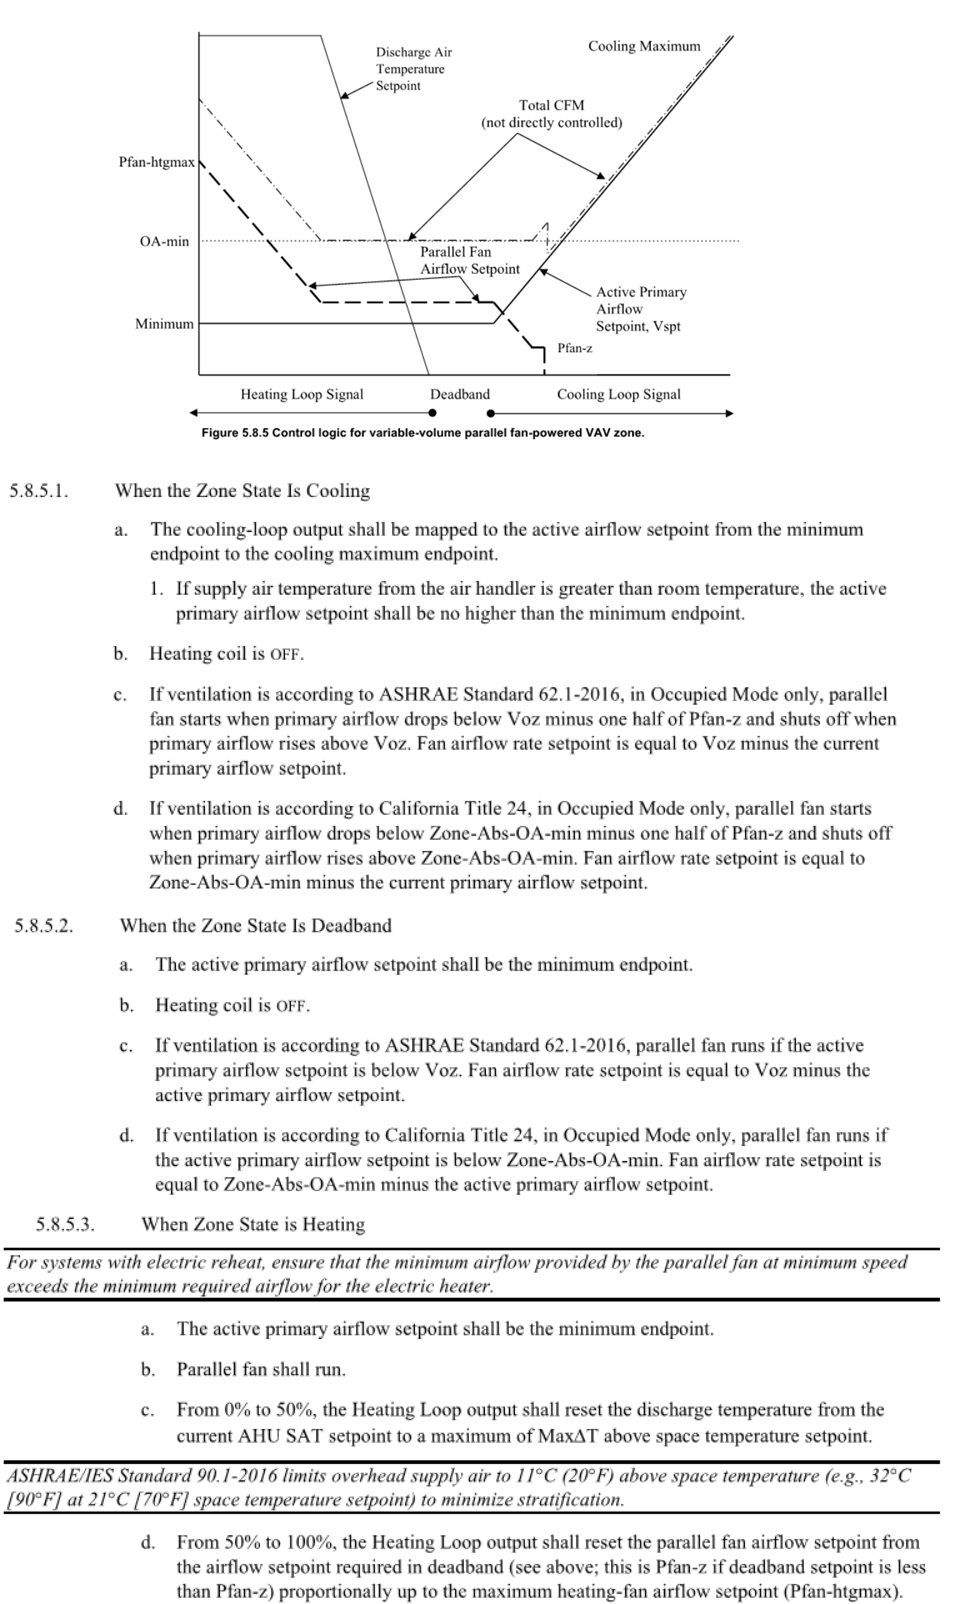 Discharge Air
Temperature
Setpoint
Cooling Maximum
Total CFM
(not directly controlled)
Pfan-htgmax
OA-min
Parallel Fan
Airflow Setpoint
Active Primary
Airflow
Setpoint, Vspt
Minimum
Pfan-z
Heating Loop Signal
Deadband
Cooling Loop Signal
Figure 5.8.5 Control logic for variable-volume parallel fan-powered VAV zone.
5.8.5.1. When the Zone State Is Cooling
a. The cooling-loop output shall be mapped to the active airflow setpoint from the minimum
endpoint to the cooling maximum endpoint.
1. If supply air temperature from the air handler is greater than room temperature, the active
primary airflow setpoint shall be no higher than the minimum endpoint.
b. Heating coil is OFF.
c. If ventilation is according to ASHRAE Standard 62.1-2016, in Occupied Mode only, parallel
fan starts when primary airflow drops below Voz minus one half of Pfan-z and shuts off when
primary airflow rises above Voz. Fan airflow rate setpoint is equal to Voz minus the current
primary airflow setpoint.
d. If ventilation is according to California Title 24, in Occupied Mode only, parallel fan starts
when primary airflow drops below Zone-Abs-OA-min minus one half of Pfan-z and shuts off
when primary airflow rises above Zone-Abs-OA-min. Fan airflow rate setpoint is equal to
Zone-Abs-OA-min minus the current primary airflow setpoint.
5.8.5.2. When the Zone State Is Deadband
a. The active primary airflow setpoint shall be the minimum endpoint.
b. Heating coil is OFF.
c. If ventilation is according to ASHRAE Standard 62.1-2016, parallel fan runs if the active
primary airflow setpoint is below Voz. Fan airflow rate setpoint is equal to Voz minus the
active primary airflow setpoint.
d. If ventilation is according to California Title 24, in Occupied Mode only, parallel fan runs if
the active primary airflow setpoint is below Zone-Abs-OA-min. Fan airflow rate setpoint is
equal to Zone-Abs-OA-min minus the active primary airflow setpoint.
5.8.5.3. When Zone State is Heating
For systems with electric reheat, ensure that the minimum airflow provided by the parallel fan at minimum speed
exceeds the minimum required airflow for the electric heater.
a. The active primary airflow setpoint shall be the minimum endpoint.
b. Parallel fan shall run.
c. From 0% to 50%, the Heating Loop output shall reset the discharge temperature from the
current AHU SAT setpoint to a maximum of MaxΔT above space temperature setpoint.
ASHRAE/IES Standard 90.1-2016 limits overhead supply air to 11°C (20°F) above space temperature (e.g., 32°C
[90°F] at 21°C [70°F] space temperature setpoint) to minimize stratification.
d. From 50% to 100%, the Heating Loop output shall reset the parallel fan airflow setpoint from
the airflow setpoint required in deadband (see above; this is Pfan-z if deadband setpoint is less
than Pfan-z) proportionally up to the maximum heating-fan airflow setpoint (Pfan-htgmax).